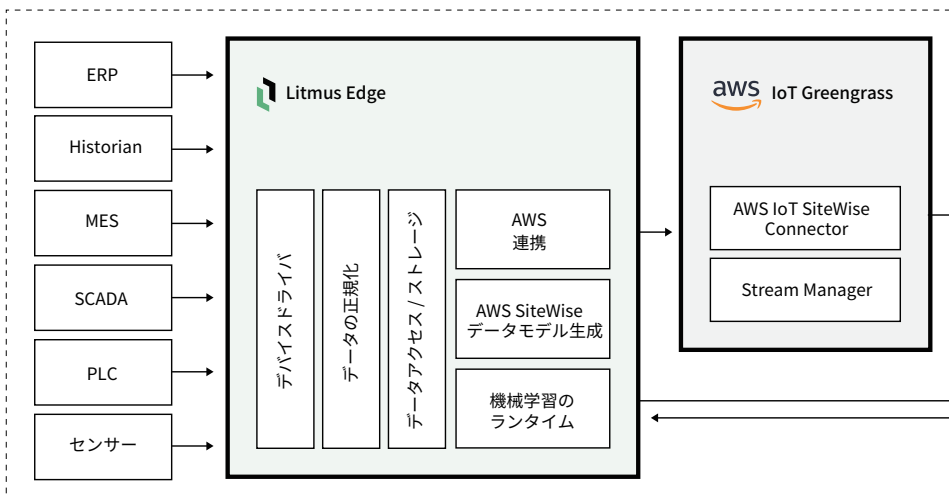 ERP
Historian
MES
SCADA
PLC
センサー
Litmus Edge
デバイスドライバ
データの正規化
データアクセス / ストレージ
AWS
連携
AWS SiteWise
データモデル生成
機械学習の
ランタイム
aws IoT Greengrass
AWS IoT SiteWise
Connector
Stream Manager